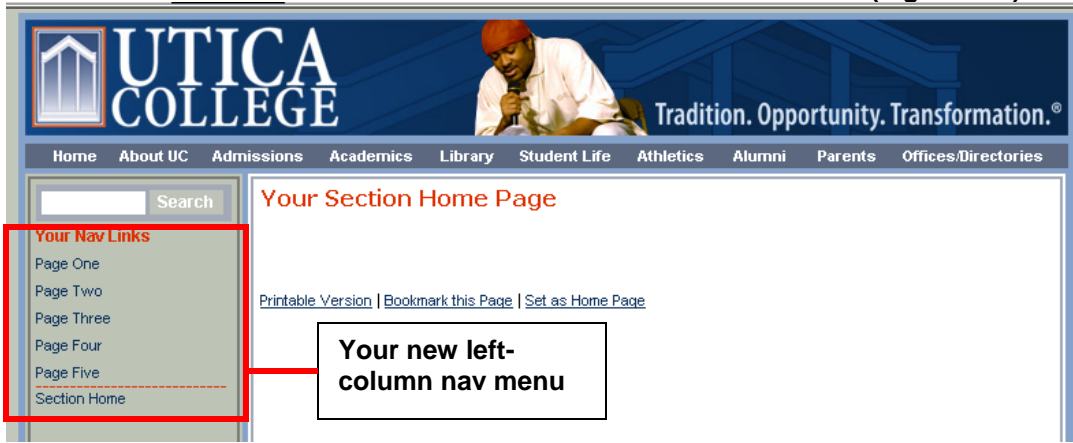 UTICA
COLLEGE
Tradition. Opportunity. Transformation.®
Home About UC Admissions Academics Library Student Life Athletics Alumni Parents Offices/Directories
Search
Your Section Home Page
Your Nav Links
Page One
Page Two
Page Three
Page Four
Page Five
Section Home
Printable Version | Bookmark this Page | Set as Home Page
Your new left-
column nav menu